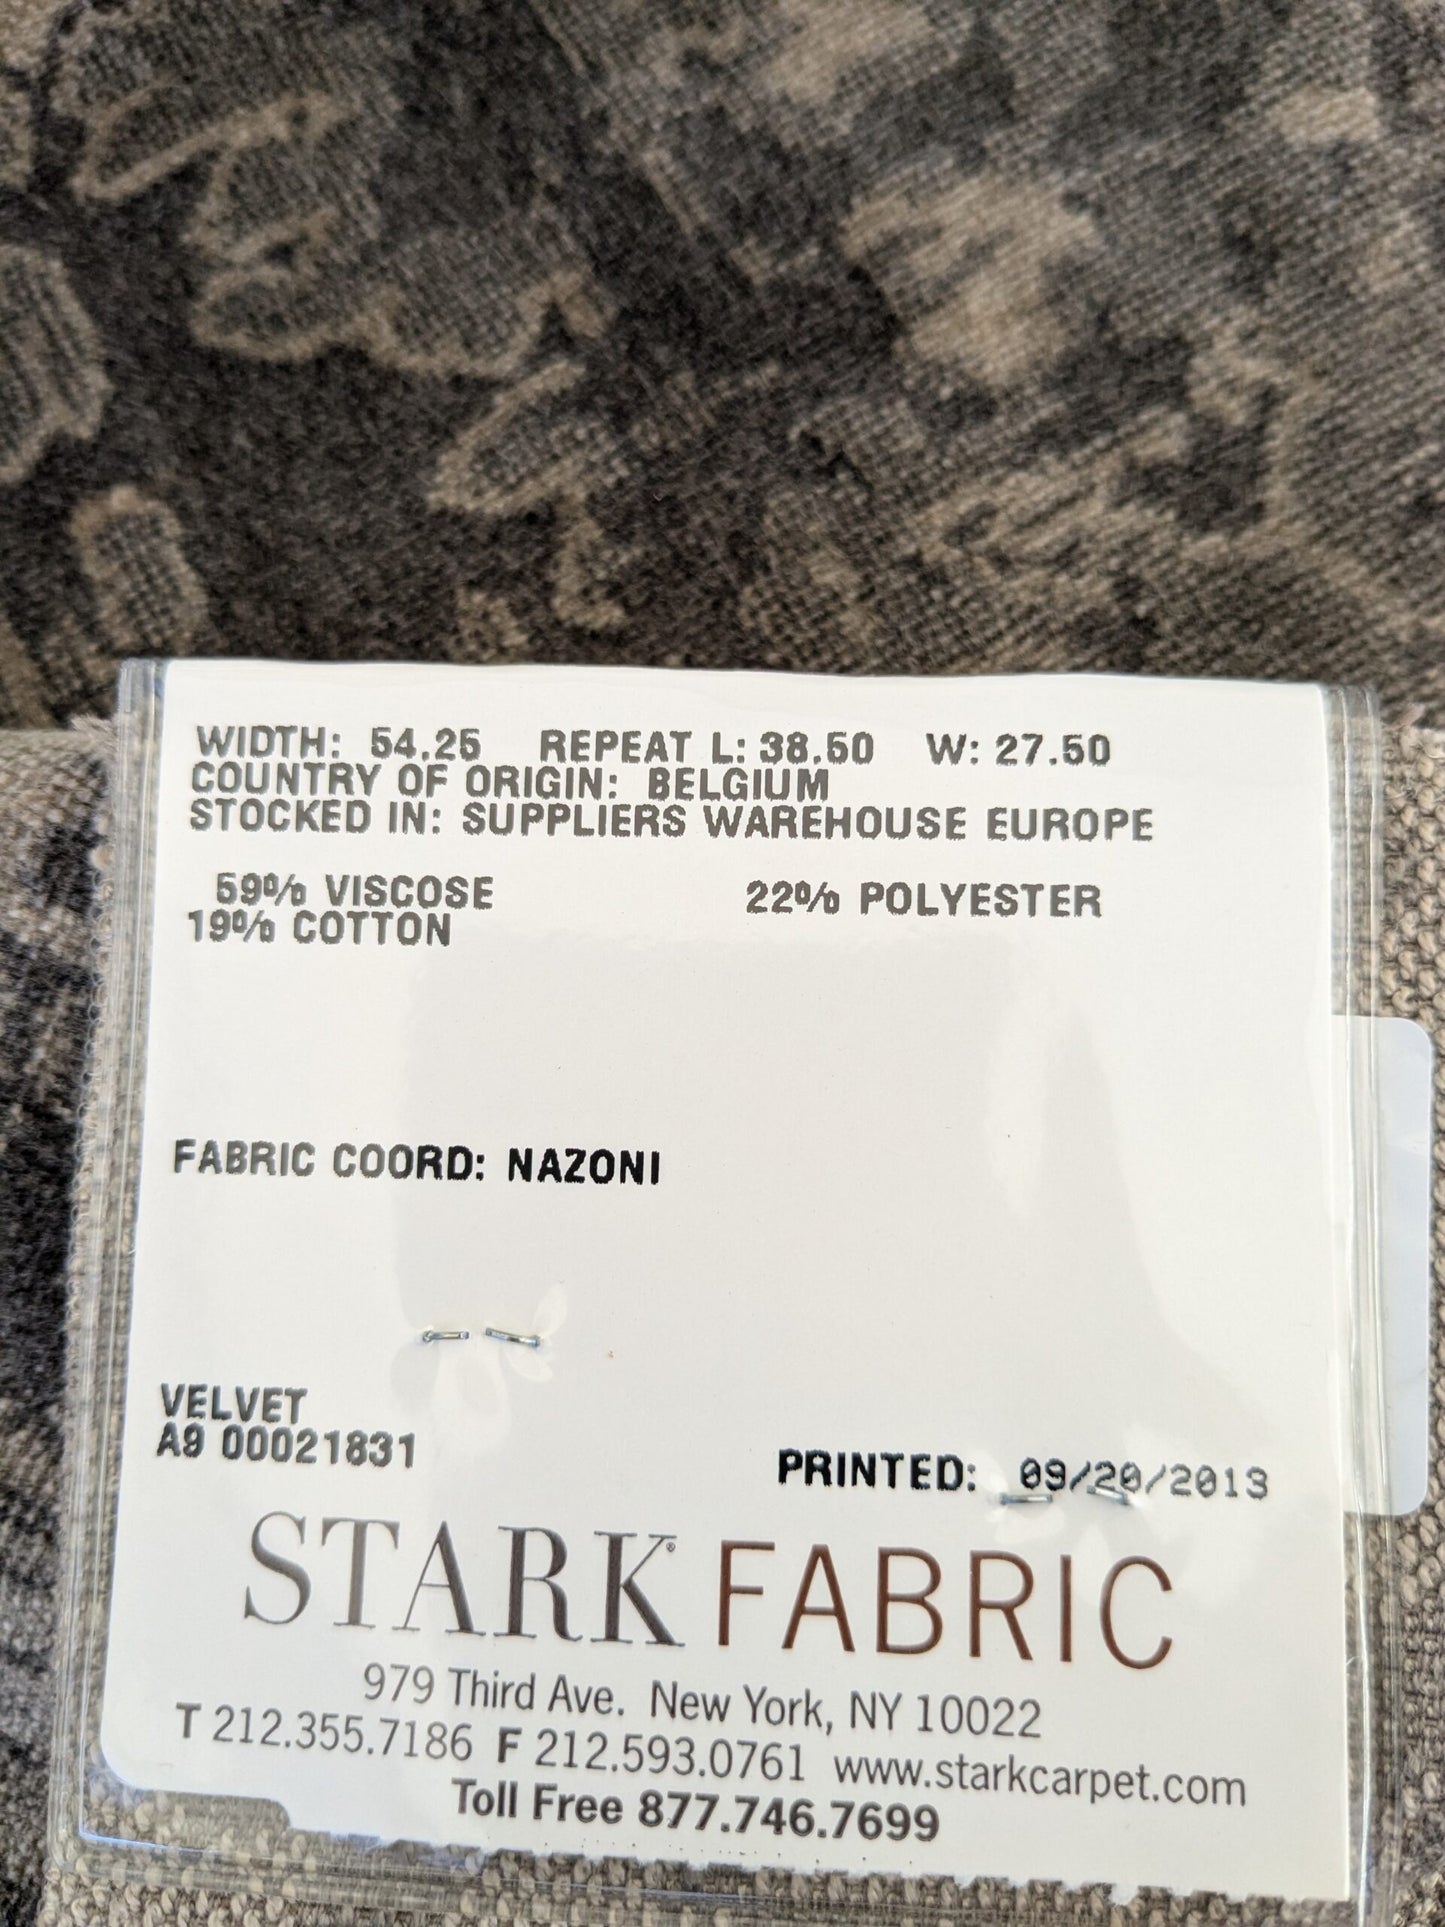 WIDTH: 54.25 REPEAT L: 38.50 W: 27.50
COUNTRY OF ORIGIN: BELGIUM
STOCKED IN: SUPPLIERS WAREHOUSE EUROPE
59% VISCOSE 22% POLYESTER
19% COTTON
FABRIC COORD: NAZONI
VELVET
A9 00021831
PRINTED: 09/20/2013
STARK® FABRIC
979 Third Ave. New York, NY 10022
T 212.355.7186 F 212.593.0761 www.starkcarpet.com
Toll Free 877.746.7699